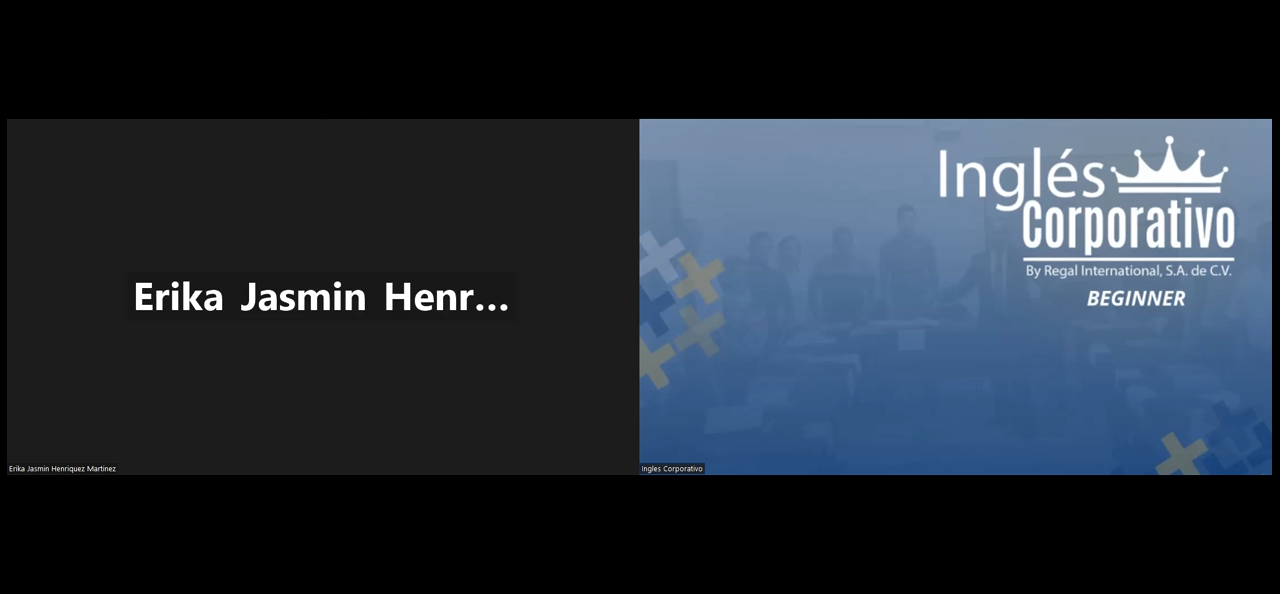 Erika Jasmin Henr...
Erika Jasmin Henriquez Martinez
Inglés
Corporativo
By Regal International, S.A. de C.V.
BEGINNER
Ingles Corporativo